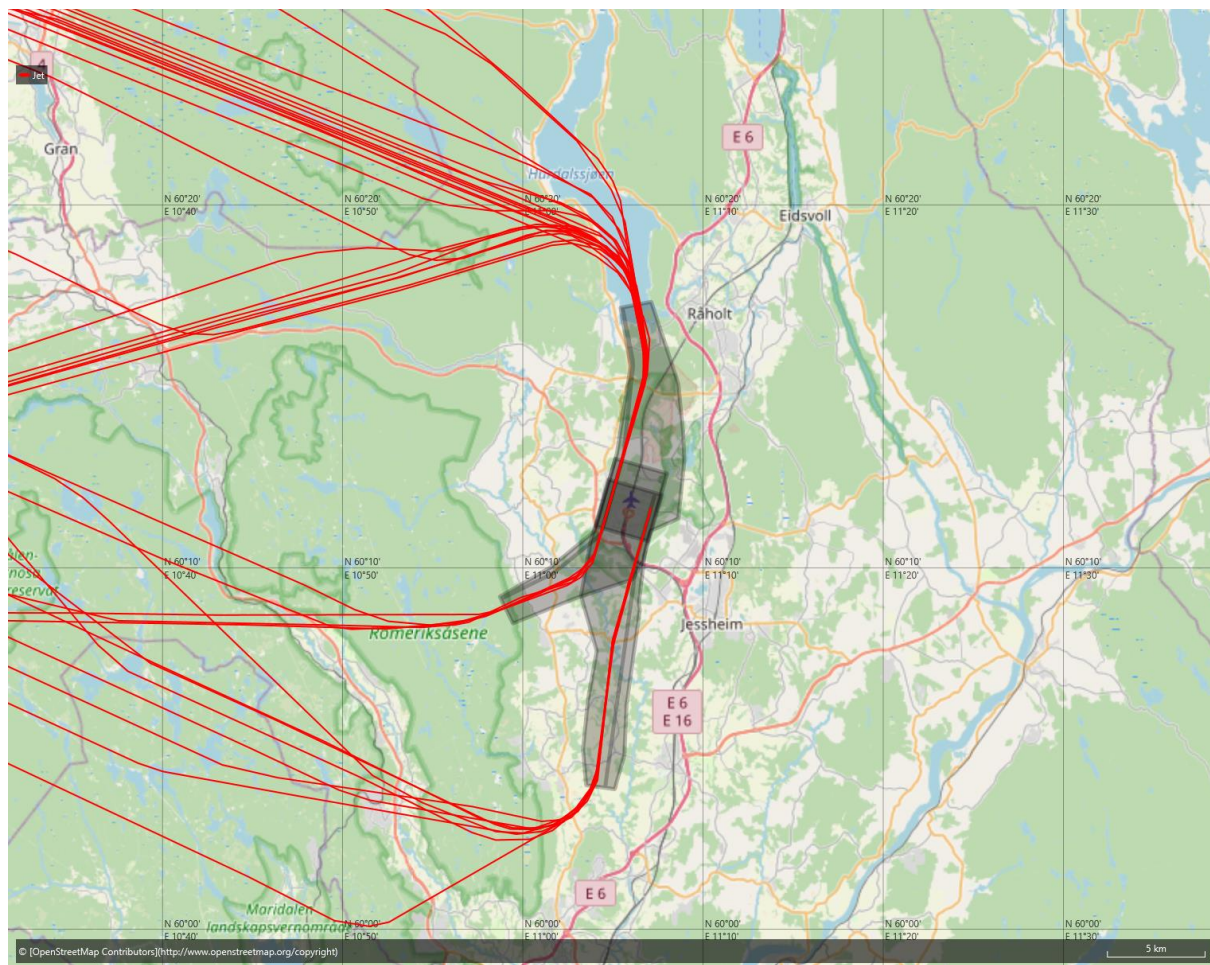 4
Jet
Gran
E 6
Hurdalssjøen
N 60°20'
E 10°40'
N 60°20'
E 10°50'
N 60°20'
E 11°00'
N 60°20'
E 11°10'
Eidsvoll
N 60°20'
E 11°20'
N 60°20'
E 11°30'
Råholt
N 60°10'
E 10°40'
N 60°10'
E 10°50'
N 60°10'
E 11°00'
N 60°10'
E 11°10'
N 60°10'
E 11°20'
N 60°10'
E 11°30'
Romeriksåsene
Jessheim
E 6
E 16
E 6
Maridalen
landskapsvernområde
N 60°00'
E 10°40'
N 60°00'
E 10°50'
N 60°00'
E 11°00'
N 60°00'
E 11°10'
N 60°00'
E 11°20'
N 60°00'
E 11°30'
© [OpenStreetMap Contributors](http://www.openstreetmap.org/copyright)
5 km